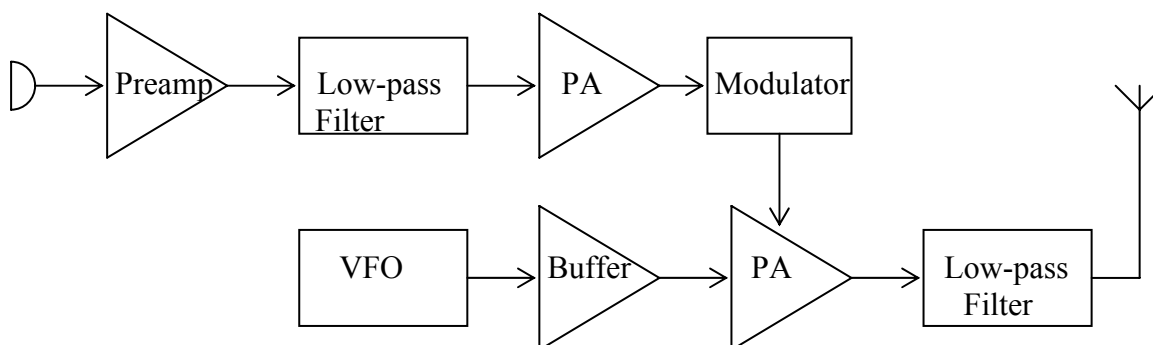 Preamp
Low-pass
Filter
PA
Modulator
VFO
Buffer
PA
Low-pass
Filter